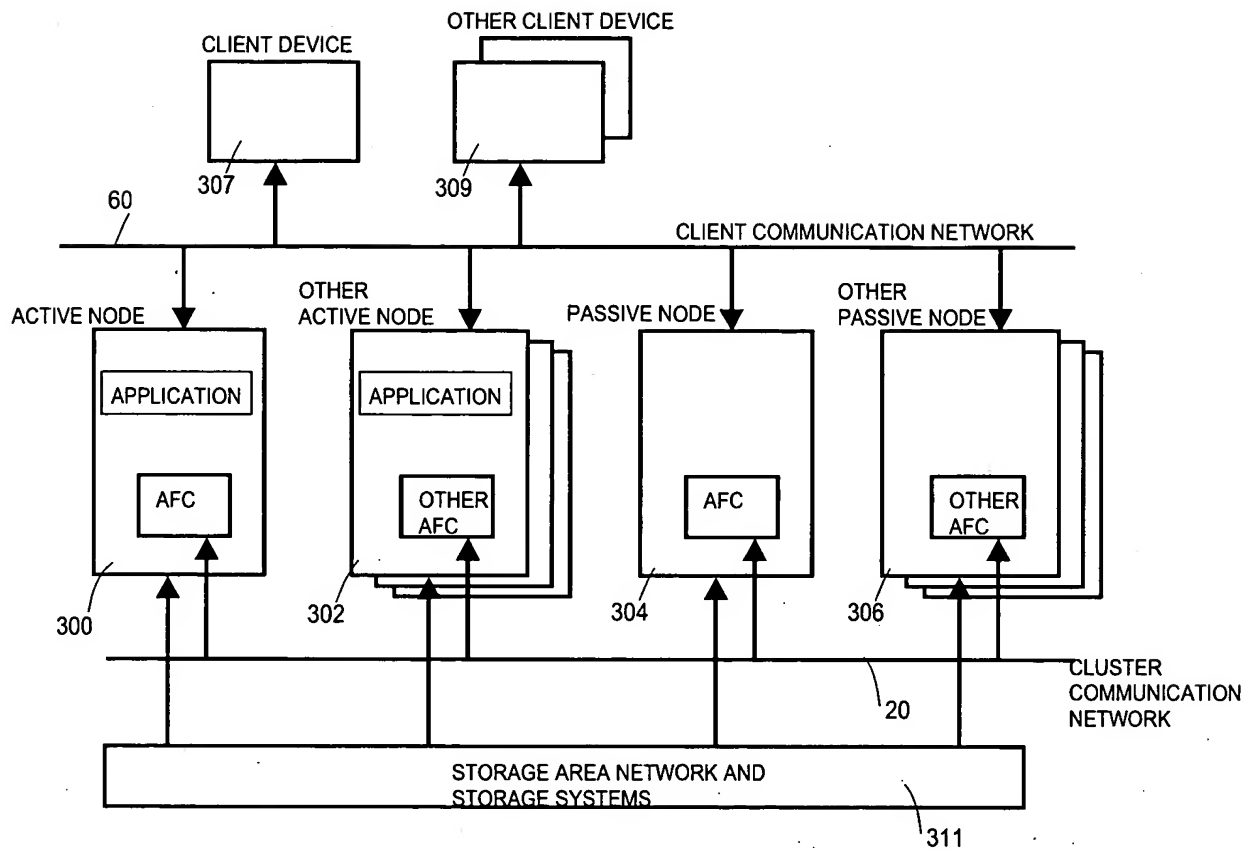 OTHER CLIENT DEVICE
CLIENT DEVICE
307
309
60
CLIENT COMMUNICATION NETWORK
ACTIVE NODE
OTHER
ACTIVE NODE
PASSIVE NODE
OTHER
PASSIVE NODE
APPLICATION
APPLICATION
AFC
OTHER
AFC
AFC
OTHER
AFC
300
302
304
306
CLUSTER
COMMUNICATION
NETWORK
20
STORAGE AREA NETWORK AND
STORAGE SYSTEMS
311